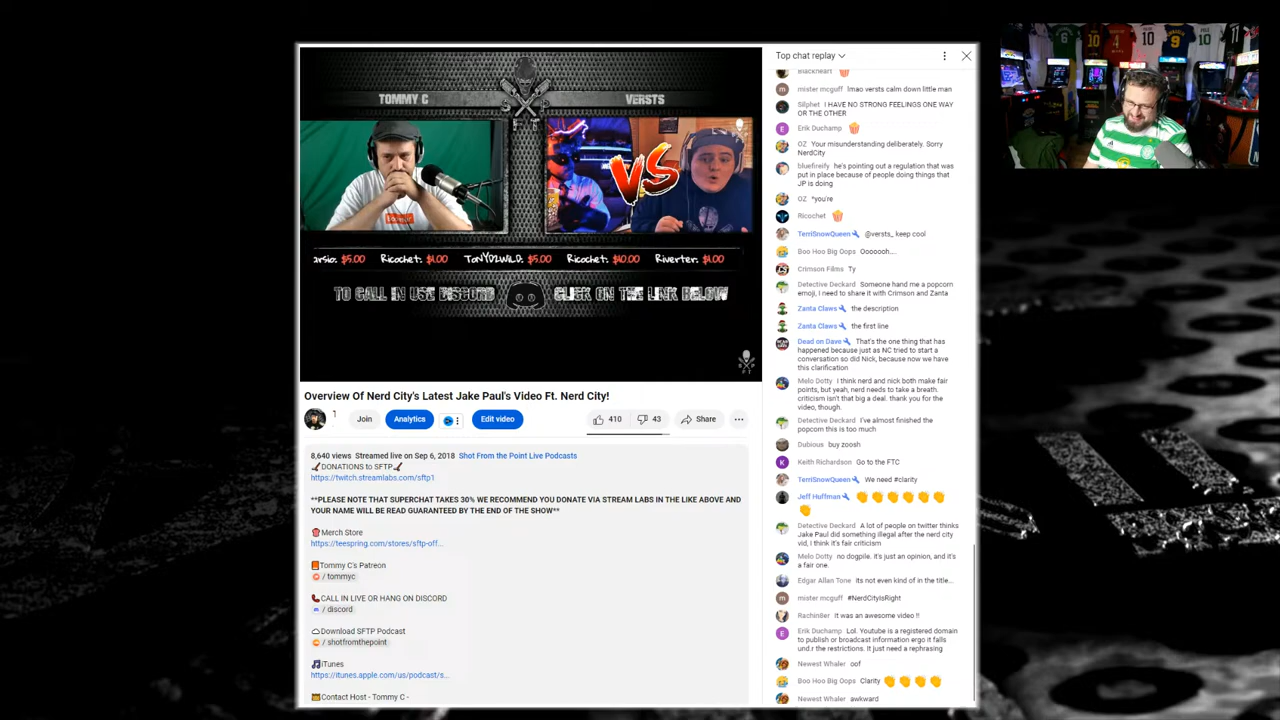 TOMMY C
VERSTS
VS
arsio: $5.00 Ricochet: $1.00 TonYD2WILD: $5.00 Ricochet: $10.00 Riverter: $1.00
TO CALL IN USE DISCORD CLICK ON THE LINK BELOW
Overview Of Nerd City's Latest Jake Paul's Video Ft. Nerd City!
Join
Analytics
Edit video
410
43
Share
8,640 views Streamed live on Sep 6, 2018 Shot From the Point Live Podcasts
DONATIONS to SFTP
https://twitch.streamlabs.com/sftp1
**PLEASE NOTE THAT SUPERCHAT TAKES 30% WE RECOMMEND YOU DONATE VIA STREAM LABS IN THE LIKE ABOVE AND
YOUR NAME WILL BE READ GUARANTEED BY THE END OF THE SHOW**
Merch Store
https://teespring.com/stores/sftp-off...
Tommy C's Patreon
/ tommyc
CALL IN LIVE OR HANG ON DISCORD
/ discord
Download SFTP Podcast
/ shotfromthepoint
iTunes
https://itunes.apple.com/us/podcast/s...
Contact Host - Tommy C -
Top chat replay
Blackheart
mister mcguff lmao versts calm down little man
Silphet I HAVE NO STRONG FEELINGS ONE WAY
OR THE OTHER
Erik Duchamp
OZ Your misunderstanding deliberately. Sorry
NerdCity
bluefireify he's pointing out a regulation that was
put in place because of people doing things that
JP is doing
OZ *you're
Ricochet
TerriSnowQueen @versts_ keep cool
Boo Hoo Big Oops Ooooooh....
Crimson Films Ty
Detective Deckard Someone hand me a popcorn
emoji, I need to share it with Crimson and Zanta
Zanta Claws the description
Zanta Claws the first line
Dead on Dave That's the one thing that has
happened because just as NC tried to start a
conversation so did Nick, because now we have
this clarification
Melo Dotty I think nerd and nick both make fair
points, but yeah, nerd needs to take a breath.
criticism isn't that big a deal. thank you for the
video, though.
Detective Deckard I've almost finished the
popcorn this is too much
Dubious buy zoosh
Keith Richardson Go to the FTC
TerriSnowQueen We need #clarity
Jeff Huffman
Detective Deckard A lot of people on twitter thinks
Jake Paul did something illegal after the nerd city
vid, I think it's fair criticism
Melo Dotty no dogpile. it's just an opinion, and it's
a fair one.
Edgar Allan Tone its not even kind of in the title...
mister mcguff #NerdCityIsRight
Rachin8er It was an awesome video !!
Erik Duchamp Lol. Youtube is a registered domain
to publish or broadcast information ergo it falls
und.r the restrictions. It just need a rephrasing
Newest Whaler oof
Boo Hoo Big Oops Clarity
Newest Whaler awkward